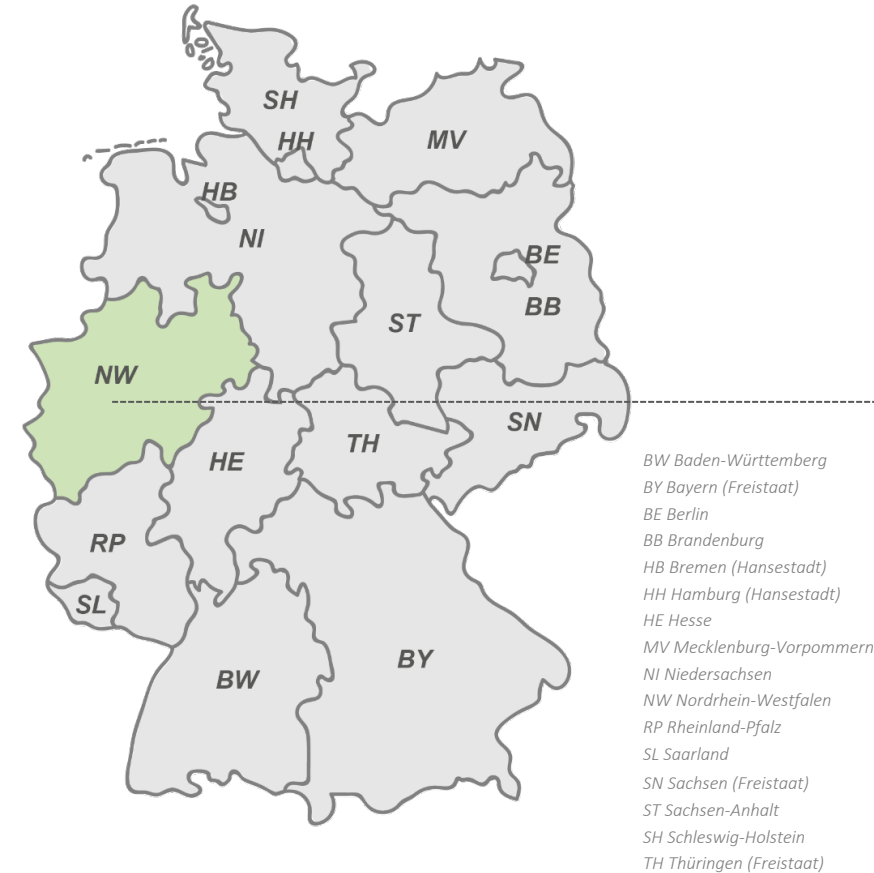 SH
HH
MV
HB
NI
BE
BB
ST
NW
SN
TH
HE
RP
SL
BW
BY
BW Baden-Württemberg
BY Bayern (Freistaat)
BE Berlin
BB Brandenburg
HB Bremen (Hansestadt)
HH Hamburg (Hansestadt)
HE Hesse
MV Mecklenburg-Vorpommern
NI Niedersachsen
NW Nordrhein-Westfalen
RP Rheinland-Pfalz
SL Saarland
SN Sachsen (Freistaat)
ST Sachsen-Anhalt
SH Schleswig-Holstein
TH Thüringen (Freistaat)